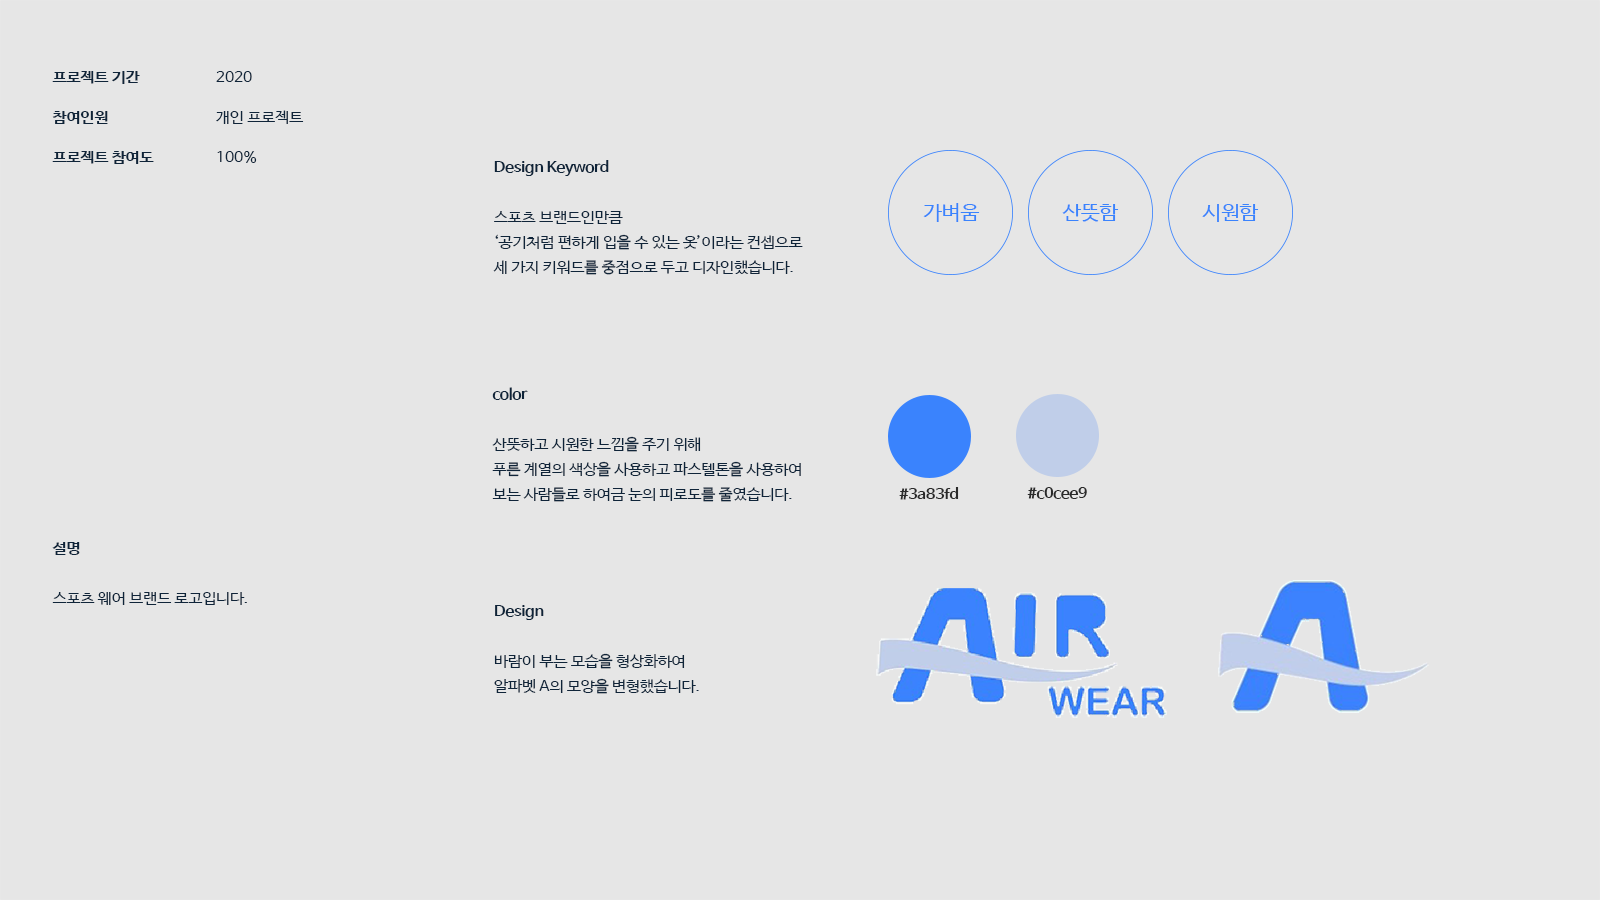 프로젝트 기간 2020
참여인원 개인 프로젝트
프로젝트 참여도 100%
설명
스포츠 웨어 브랜드 로고입니다.
Design Keyword
스포츠 브랜드인만큼
‘공기처럼 편하게 입을 수 있는 옷’이라는 컨셉으로
세 가지 키워드를 중점으로 두고 디자인했습니다.
가벼움 산뜻함 시원함
color
산뜻하고 시원한 느낌을 주기 위해
푸른 계열의 색상을 사용하고 파스텔톤을 사용하여
보는 사람들로 하여금 눈의 피로도를 줄였습니다.
#3a83fd #c0cee9
Design
바람이 부는 모습을 형상화하여
알파벳 A의 모양을 변형했습니다.
AIR
WEAR
A